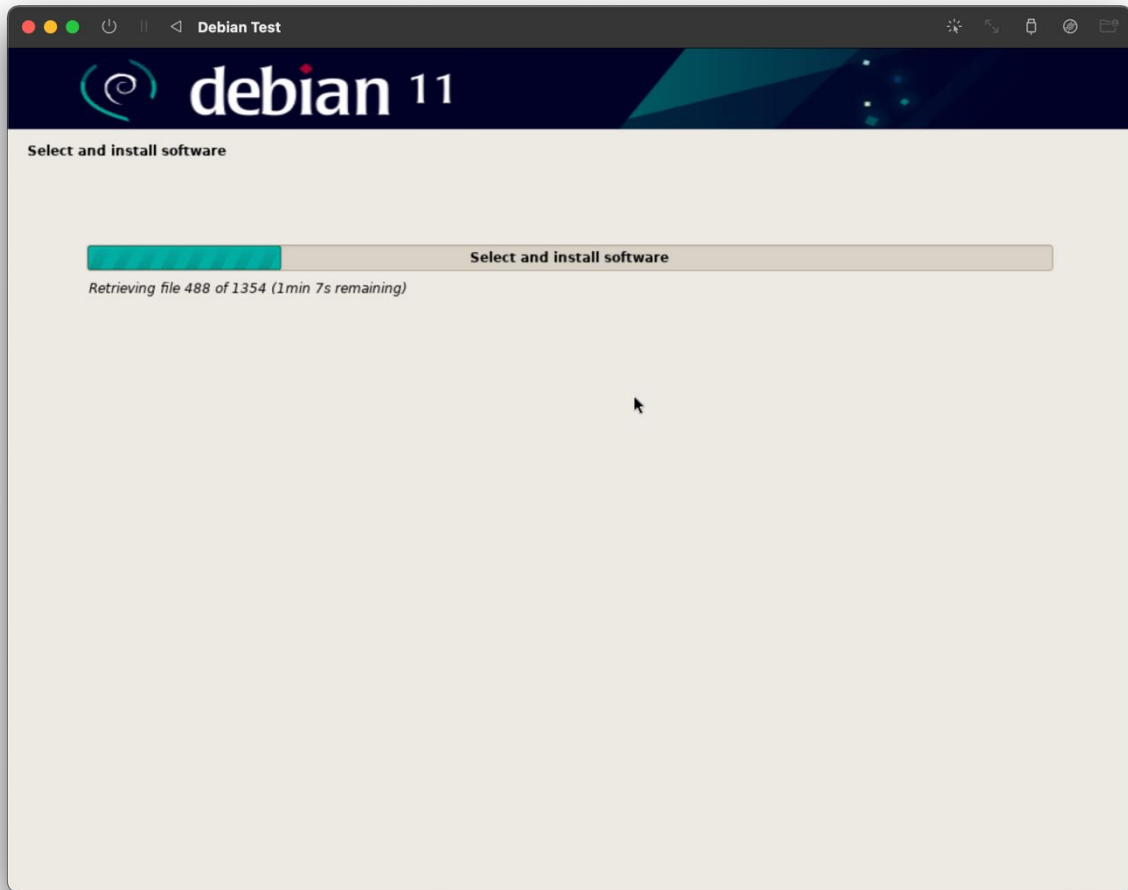 Debian Test
debian 11
Select and install software
Select and install software
Retrieving file 488 of 1354 (1min 7s remaining)